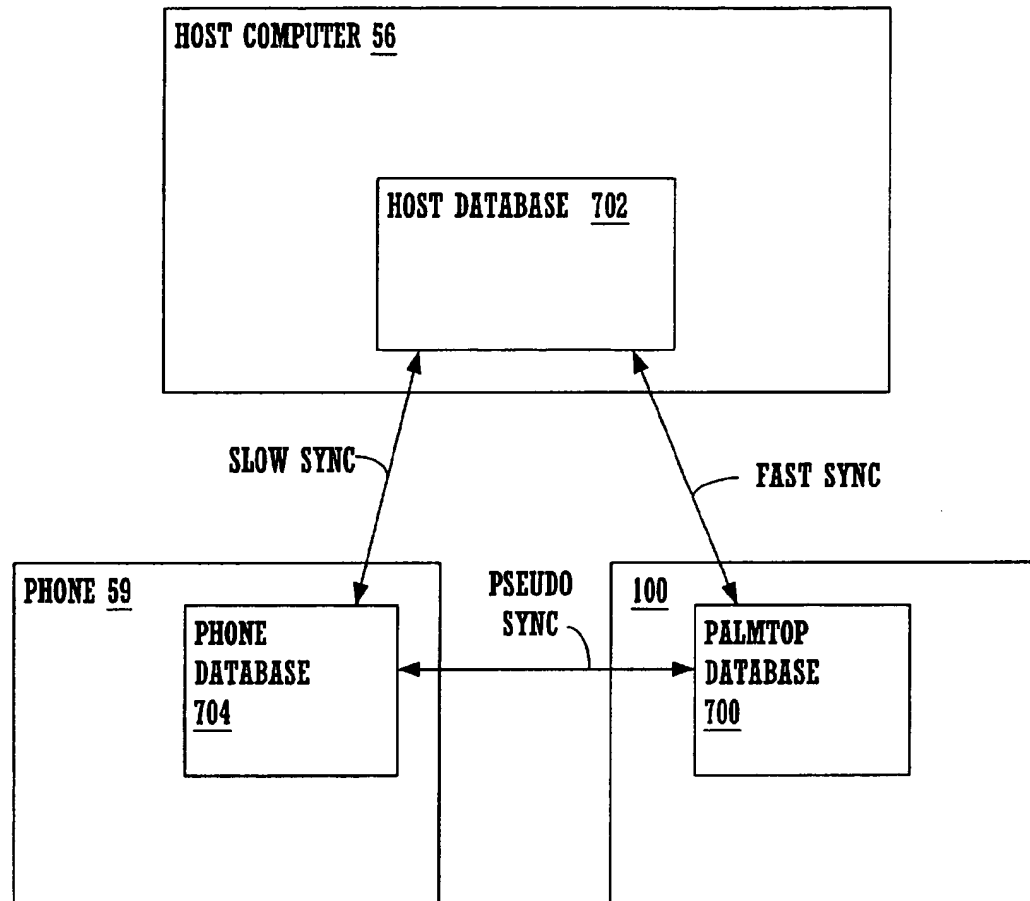 HOST COMPUTER 56
HOST DATABASE 702
SLOW SYNC
FAST SYNC
PHONE 59
PHONE
DATABASE
704
PSEUDO
SYNC
100
PALMTOP
DATABASE
700